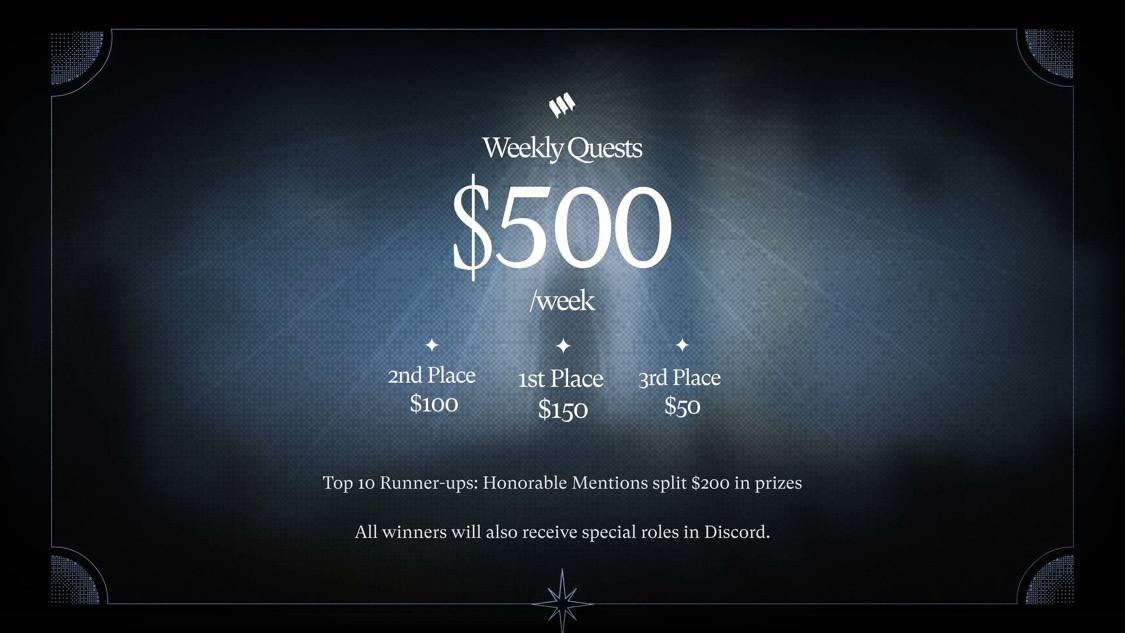 Weekly Quests
$500
/week
2nd Place
$100
1st Place
$150
3rd Place
$50
Top 10 Runner-ups: Honorable Mentions split $200 in prizes
All winners will also receive special roles in Discord.